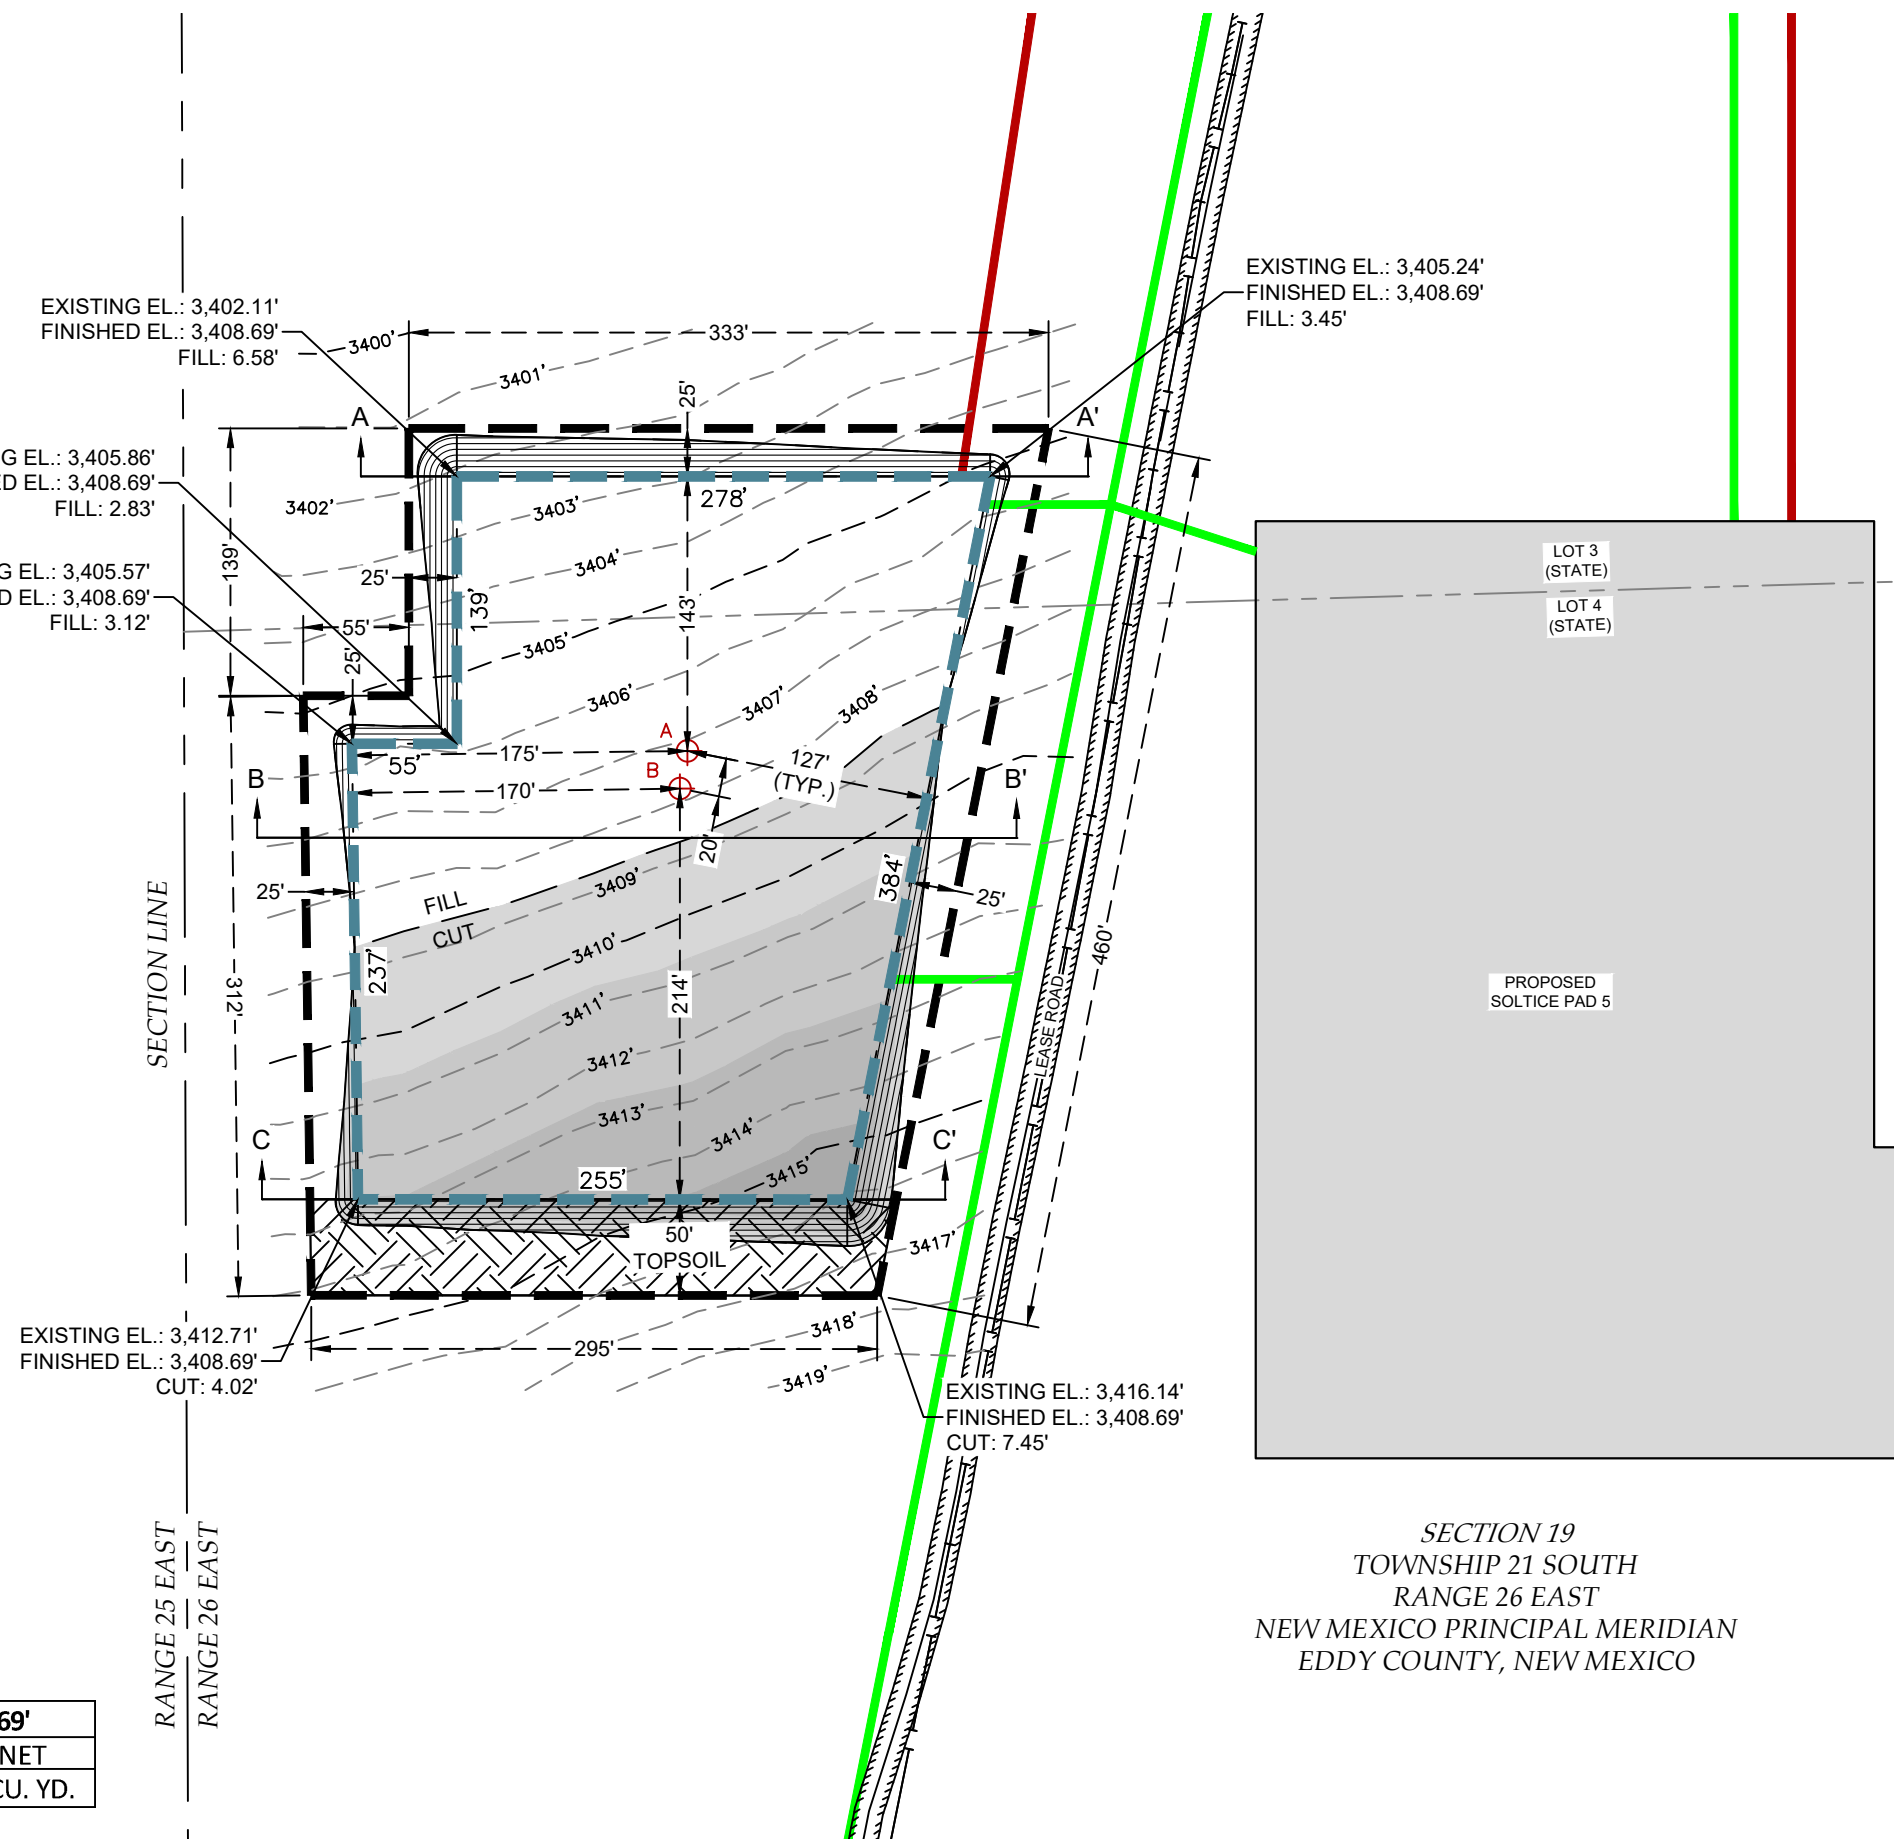 EXISTING EL.: 3,405.24'
FINISHED EL.: 3,408.69'
FILL: 3.45'
EXISTING EL.: 3,402.11'
FINISHED EL.: 3,408.69'
FILL: 6.58'
3400'
333'
3401'
25'
A
A'
G EL.: 3,405.86'
ED EL.: 3,408.69'
FILL: 2.83'
3402'
278'
3403'
139'
3404'
25'
139'
143'
G EL.: 3,405.57'
D EL.: 3,408.69'
FILL: 3.12'
55'
25'
3405'
3406'
3407'
3408'
LOT 3
(STATE)
LOT 4
(STATE)
A
175'
55'
127'
(TYP.)
B
B
170'
B'
20'
3409'
384'
25'
25'
FILL
CUT
3410'
460'
SECTION LINE
237'
312'
214'
3411'
LEASE ROAD
PROPOSED
SOLTICE PAD 5
3412'
3413'
3414'
C
C'
3415'
255'
50'
TOPSOIL
3417'
3418'
295'
3419'
EXISTING EL.: 3,412.71'
FINISHED EL.: 3,408.69'
CUT: 4.02'
EXISTING EL.: 3,416.14'
FINISHED EL.: 3,408.69'
CUT: 7.45'
RANGE 25 EAST
RANGE 26 EAST
SECTION 19
TOWNSHIP 21 SOUTH
RANGE 26 EAST
NEW MEXICO PRINCIPAL MERIDIAN
EDDY COUNTY, NEW MEXICO
69'
NET
CU. YD.